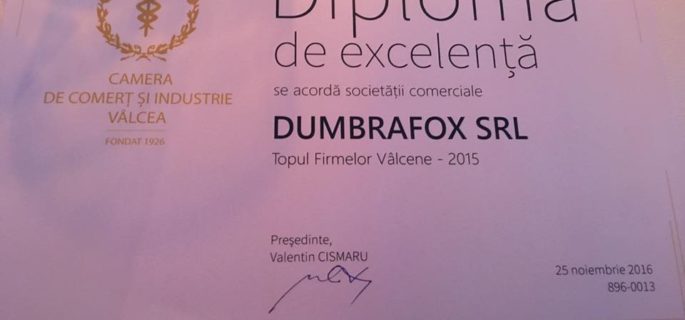 Diploma
de excelență
CAMERA
DE COMERȚ ȘI INDUSTRIE
VÂLCEA
FONDAT 1926
se acordă societății comerciale
DUMBRAFOX SRL
Topul Firmelor Vâlcene - 2015
Președinte,
Valentin CISMARU
25 noiembrie 2016
896-0013